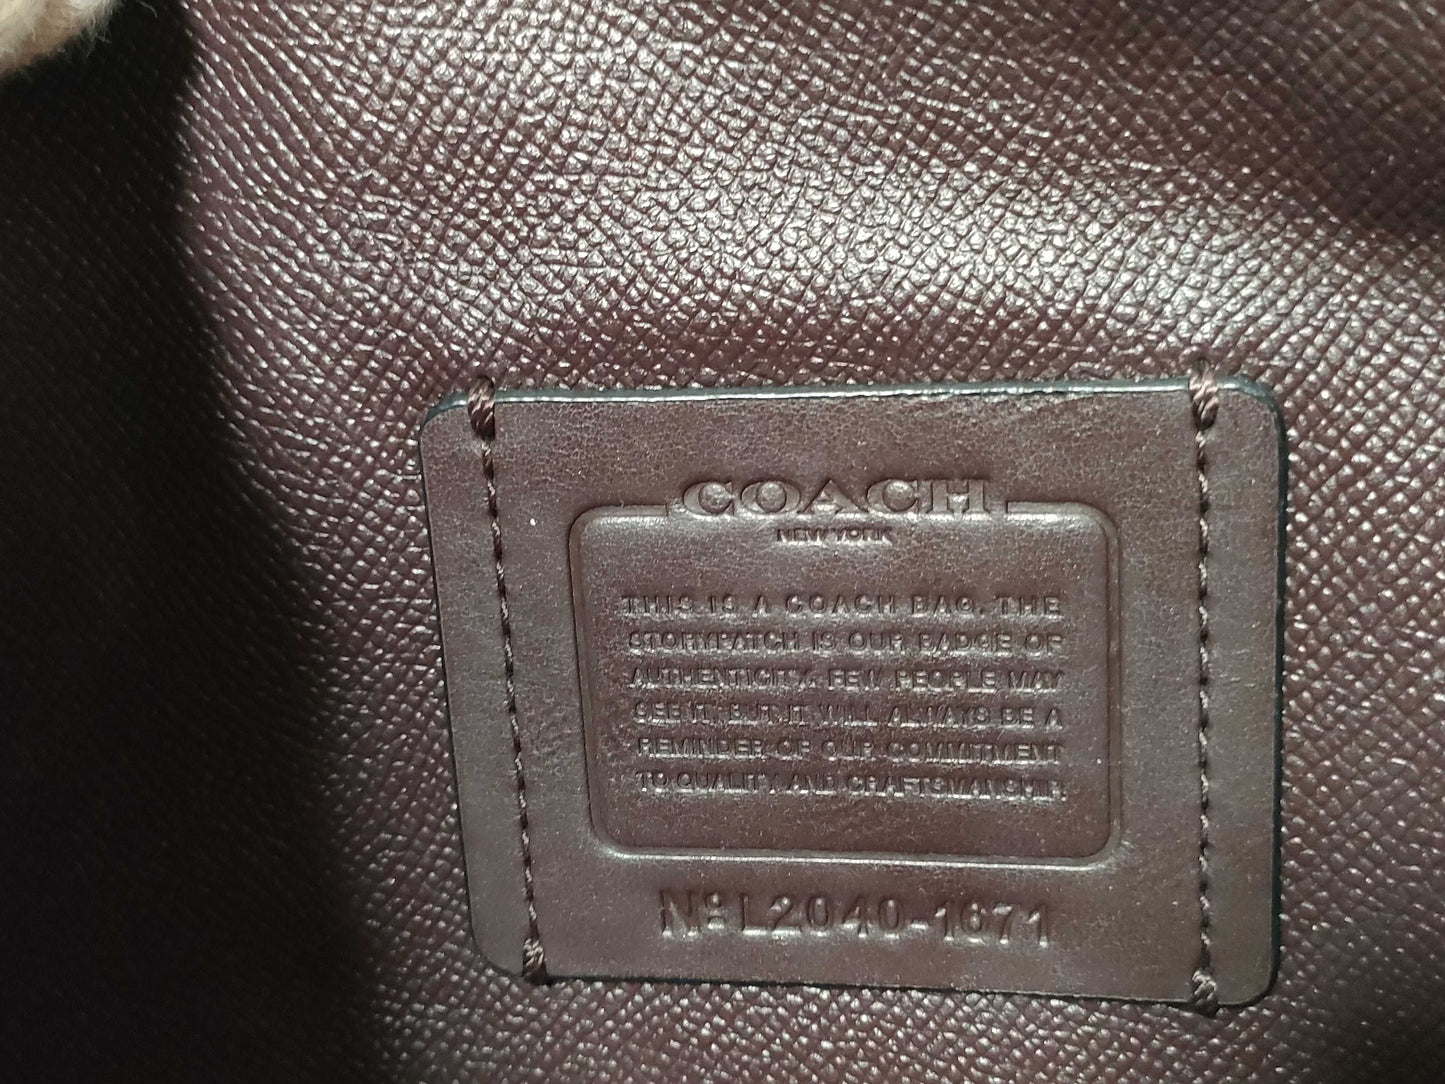 COACH
NEW YORK
THIS IS A COACH BAG. THE
STORYPATCH IS OUR BADGE OF
AUTHENTICITY. FEW PEOPLE MAY
SEE IT, BUT IT WILL ALWAYS BE A
REMINDER OF OUR COMMITMENT
TO QUALITY AND CRAFTSMANSHIP.
Nº L2040-1671